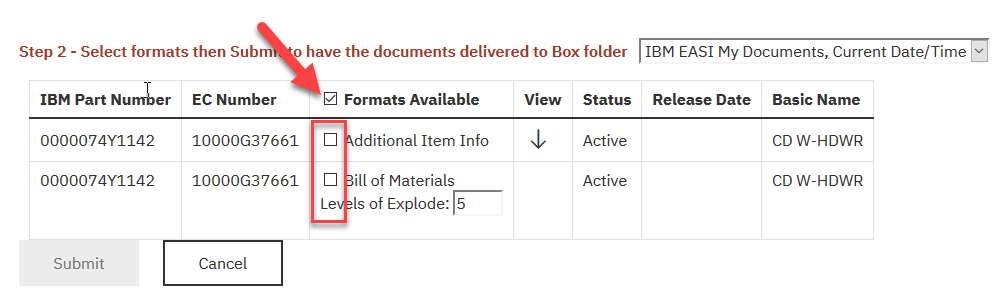 Step 2 - Select formats then Submit to have the documents delivered to Box folder IBM EASI My Documents, Current Date/Time
IBM Part Number EC Number Formats Available View Status Release Date Basic Name
0000074Y1142 10000G37661 Additional Item Info Active CD W-HDWR
0000074Y1142 10000G37661 Bill of Materials Active CD W-HDWR
Levels of Explode: 5
Submit Cancel